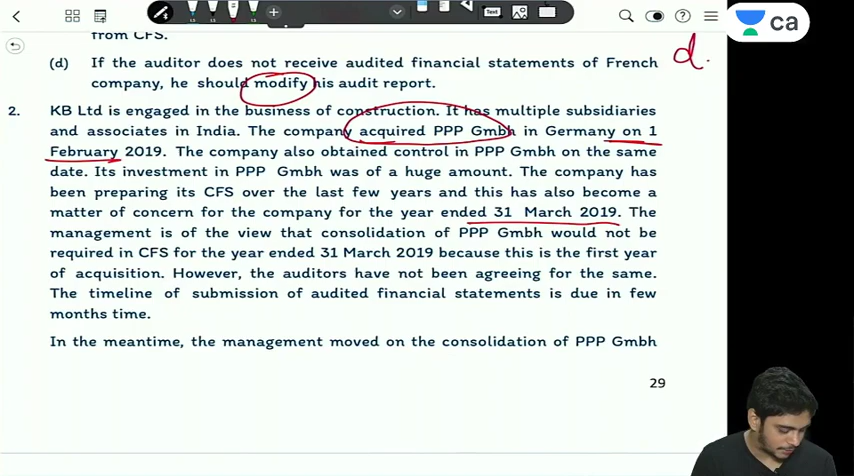 from CFS.
(d) If the auditor does not receive audited financial statements of French
company, he should modify his audit report.
d.
ca
2. KB Ltd is engaged in the business of construction. It has multiple subsidiaries
and associates in India. The company acquired PPP Gmbh in Germany on 1
February 2019. The company also obtained control in PPP Gmbh on the same
date. Its investment in PPP Gmbh was of a huge amount. The company has
been preparing its CFS over the last few years and this has also become a
matter of concern for the company for the year ended 31 March 2019. The
management is of the view that consolidation of PPP Gmbh would not be
required in CFS for the year ended 31 March 2019 because this is the first year
of acquisition. However, the auditors have not been agreeing for the same.
The timeline of submission of audited financial statements is due in few
months time.
In the meantime, the management moved on the consolidation of PPP Gmbh
29